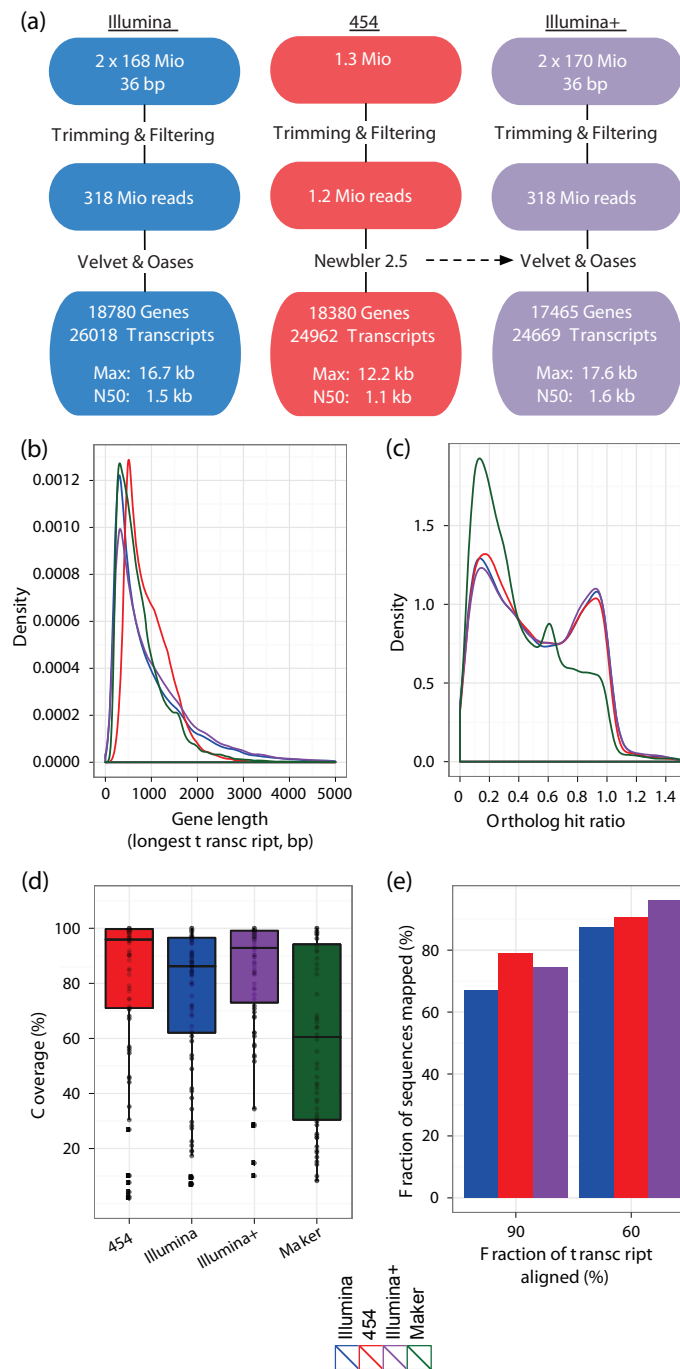 (a)
Illumina
454
Illumina+
2 x 168 Mio
36 bp
1.3 Mio
2 x 170 Mio
36 bp
Trimming & Filtering
Trimming & Filtering
Trimming & Filtering
318 Mio reads
1.2 Mio reads
318 Mio reads
Velvet & Oases
Newbler 2.5
Velvet & Oases
18780 Genes
26018 Transcripts
Max: 16.7 kb
N50: 1.5 kb
18380 Genes
24962 Transcripts
Max: 12.2 kb
N50: 1.1 kb
17465 Genes
24669 Transcripts
Max: 17.6 kb
N50: 1.6 kb
(b)
Density
0.0012
0.0010
0.0008
0.0006
0.0004
0.0002
0.0000
0 1000 2000 3000 4000 5000
Gene length
(longest t ransc ript, bp)
(c)
Density
1.5
1.0
0.5
0.0
0 0.2 0.4 0.6 0.8 1.0 1.2 1.4
Ortholog hit ratio
(d)
C overage (%)
100
80
60
40
20
454
Illumina
Illumina+
Maker
(e)
F raction of sequences mapped (%)
80
60
40
20
0
90 60
F raction of t ransc ript
aligned (%)
Illumina
454
Illumina+
Maker